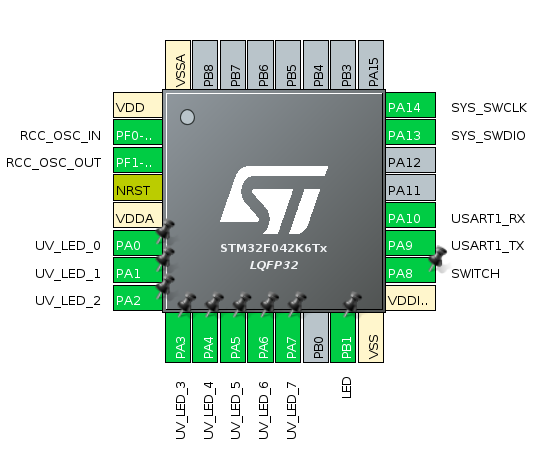 VSSA
PB8
PB7
PB6
PB5
PB4
PB3
PA15
VDD
PA14 SYS_SWCLK
RCC_OSC_IN PF0-..
PA13 SYS_SWDIO
RCC_OSC_OUT PF1-..
PA12
NRST
PA11
VDDA
PA10 USART1_RX
UV_LED_0 PA0
PA9 USART1_TX
UV_LED_1 PA1
PA8 SWITCH
UV_LED_2 PA2
VDDI..
ST
STM32F042K6Tx
LQFP32
PA3
PA4
PA5
PA6
PA7
PB0
PB1
VSS
UV_LED_3
UV_LED_4
UV_LED_5
UV_LED_6
UV_LED_7
LED